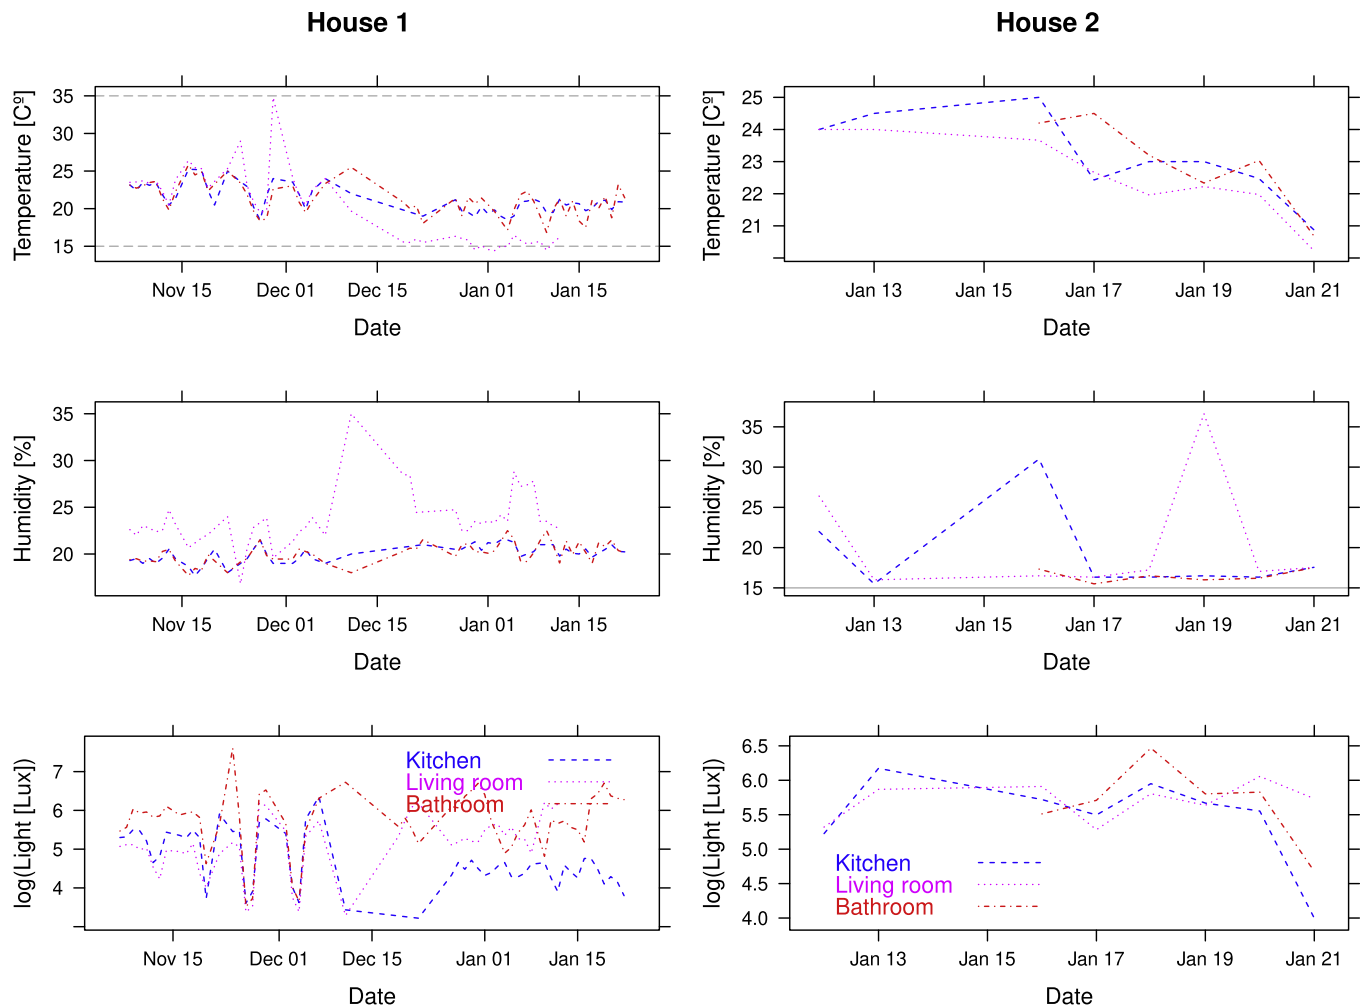 House 1
House 2
Temperature [Cº]
35
30
25
20
15
Nov 15 Dec 01 Dec 15 Jan 01 Jan 15
Date
Temperature [Cº]
25
24
23
22
21
Jan 13 Jan 15 Jan 17 Jan 19 Jan 21
Date
Humidity [%]
35
30
25
20
Nov 15 Dec 01 Dec 15 Jan 01 Jan 15
Date
Humidity [%]
35
30
25
20
15
Jan 13 Jan 15 Jan 17 Jan 19 Jan 21
Date
log(Light [Lux])
7
6
5
4
Kitchen
Living room
Bathroom
Nov 15 Dec 01 Dec 15 Jan 01 Jan 15
Date
log(Light [Lux])
6.5
6.0
5.5
5.0
4.5
4.0
Kitchen
Living room
Bathroom
Jan 13 Jan 15 Jan 17 Jan 19 Jan 21
Date